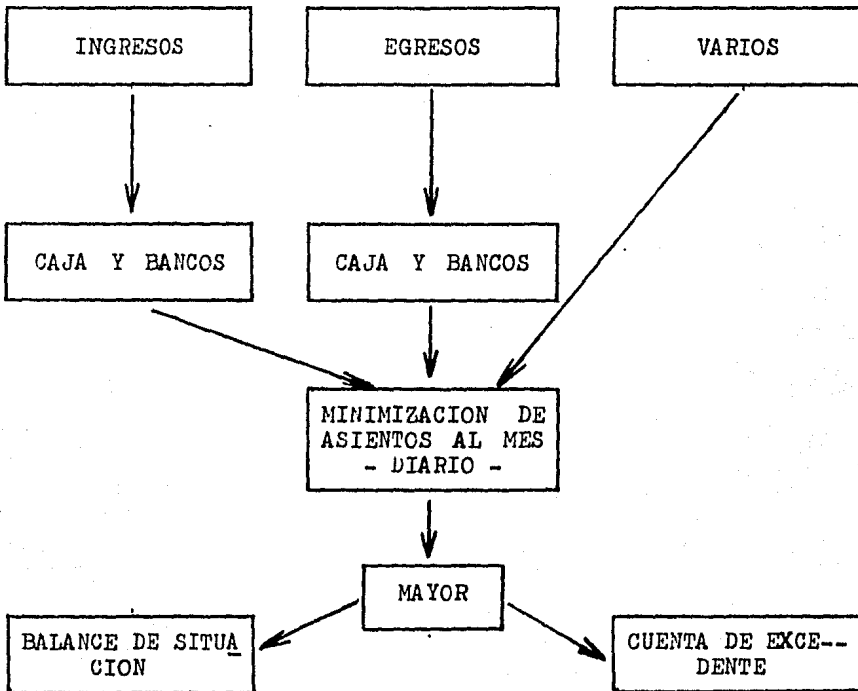 INGRESOS
EGRESOS
VARIOS
CAJA Y BANCOS
CAJA Y BANCOS
MINIMIZACION DE
ASIENTOS AL MES
- DIARIO -
MAYOR
BALANCE DE SITUA
CION
CUENTA DE EXCE--
DENTE